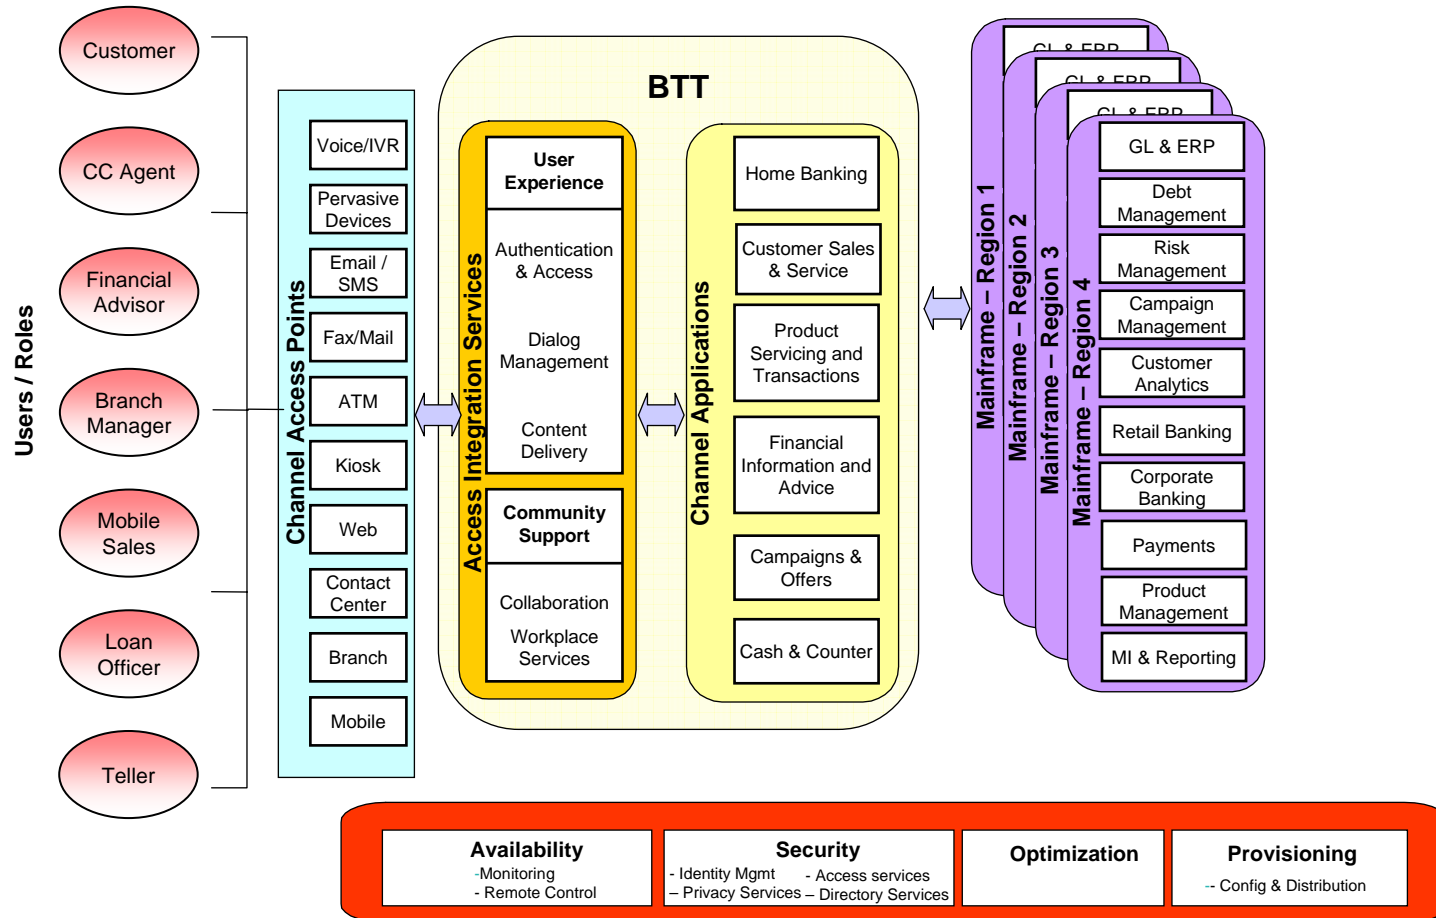 Users / Roles
Customer
CC Agent
Financial
Advisor
Branch
Manager
Mobile
Sales
Loan
Officer
Teller
Channel Access Points
Voice/IVR
Pervasive
Devices
Email /
SMS
Fax/Mail
ATM
Kiosk
Web
Contact
Center
Branch
Mobile
BTT
Access Integration Services
User
Experience
Authentication
& Access
Dialog
Management
Content
Delivery
Community
Support
Collaboration
Workplace
Services
Channel Applications
Home Banking
Customer Sales
& Service
Product
Servicing and
Transactions
Financial
Information and
Advice
Campaigns &
Offers
Cash & Counter
GL & ERP
Mainframe – Region 1
GL & ERP
Mainframe – Region 2
GL & ERP
Mainframe – Region 3
Mainframe – Region 4
GL & ERP
Debt
Management
Risk
Management
Campaign
Management
Customer
Analytics
Retail Banking
Corporate
Banking
Payments
Product
Management
MI & Reporting
Availability
-Monitoring
- Remote Control
Security
- Identity Mgmt - Access services
– Privacy Services – Directory Services
Optimization
Provisioning
-- Config & Distribution